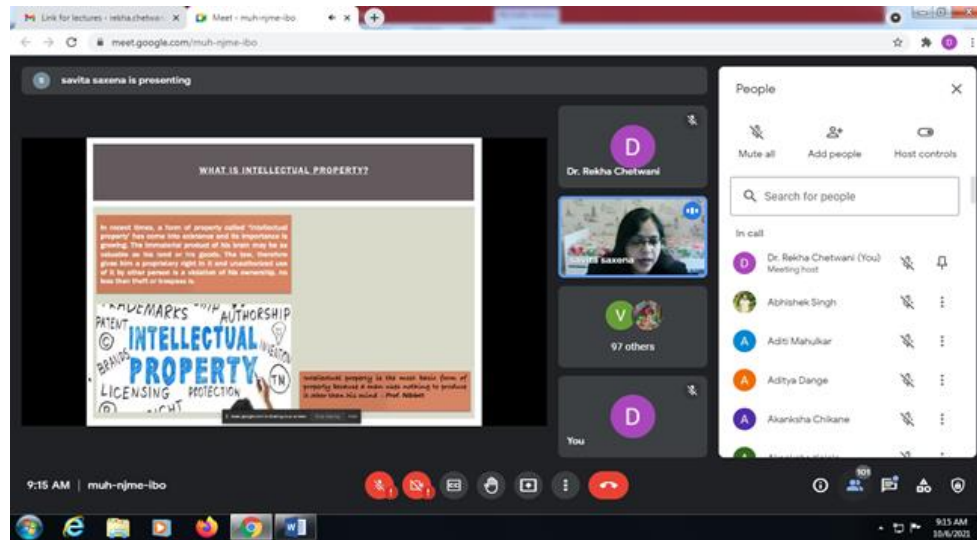 Link for lectures - rekha.chetwan
Meet - muh-njme-ibo
meet.google.com/muh-njme-ibo
savita saxena is presenting
WHAT IS INTELLECTUAL PROPERTY?
In recent times, a form of property called 'intellectual
property' has come into existence and its importance is
growing. The immaterial product of his brain may be as
valuable as his land or his goods. The law, therefore
gives him a proprietary right in it and unauthorized use
of it by other person is a violation of his ownership, no
less than theft or trespass is.
TRADEMARKS
AUTHORSHIP
PATENT
INTELLECTUAL
BRANDS
PROPERTY
TN
LICENSING PROTECTION
Intellectual property is the most basic form of
property because a man uses nothing to produce
it other than his mind - Prof. Nibbet
D
Dr. Rekha Chetwani
savita saxena
V
97 others
D
You
People
Mute all
Add people
Host controls
Search for people
In call
D
Dr. Rekha Chetwani (You)
Meeting host
Abhishek Singh
A
Aditi Mahulkar
A
Aditya Dange
A
Akanksha Chikane
9:15 AM | muh-njme-ibo
101
9:15 AM
10/6/2021